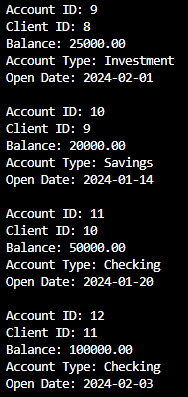 Account ID: 9
Client ID: 8
Balance: 25000.00
Account Type: Investment
Open Date: 2024-02-01
Account ID: 10
Client ID: 9
Balance: 20000.00
Account Type: Savings
Open Date: 2024-01-14
Account ID: 11
Client ID: 10
Balance: 50000.00
Account Type: Checking
Open Date: 2024-01-20
Account ID: 12
Client ID: 11
Balance: 100000.00
Account Type: Checking
Open Date: 2024-02-03